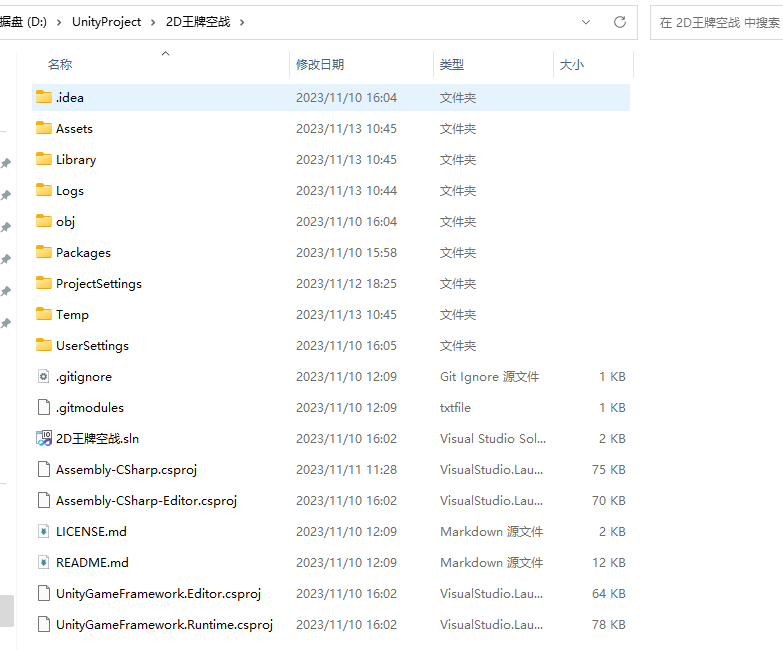 据盘 (D:) > UnityProject > 2D王牌空战 >
在 2D王牌空战 中搜索
名称 修改日期 类型 大小
.idea 2023/11/10 16:04 文件夹
Assets 2023/11/13 10:45 文件夹
Library 2023/11/13 10:45 文件夹
Logs 2023/11/13 10:44 文件夹
obj 2023/11/10 16:04 文件夹
Packages 2023/11/10 15:58 文件夹
ProjectSettings 2023/11/12 18:25 文件夹
Temp 2023/11/13 10:45 文件夹
UserSettings 2023/11/10 16:05 文件夹
.gitignore 2023/11/10 12:09 Git Ignore 源文件 1 KB
.gitmodules 2023/11/10 12:09 txtfile 1 KB
2D王牌空战.sln 2023/11/10 16:02 Visual Studio Sol... 2 KB
Assembly-CSharp.csproj 2023/11/11 11:28 VisualStudio.Lau... 75 KB
Assembly-CSharp-Editor.csproj 2023/11/10 16:02 VisualStudio.Lau... 70 KB
LICENSE.md 2023/11/10 12:09 Markdown 源文件 2 KB
README.md 2023/11/10 12:09 Markdown 源文件 12 KB
UnityGameFramework.Editor.csproj 2023/11/10 16:02 VisualStudio.Lau... 64 KB
UnityGameFramework.Runtime.csproj 2023/11/10 16:02 VisualStudio.Lau... 78 KB